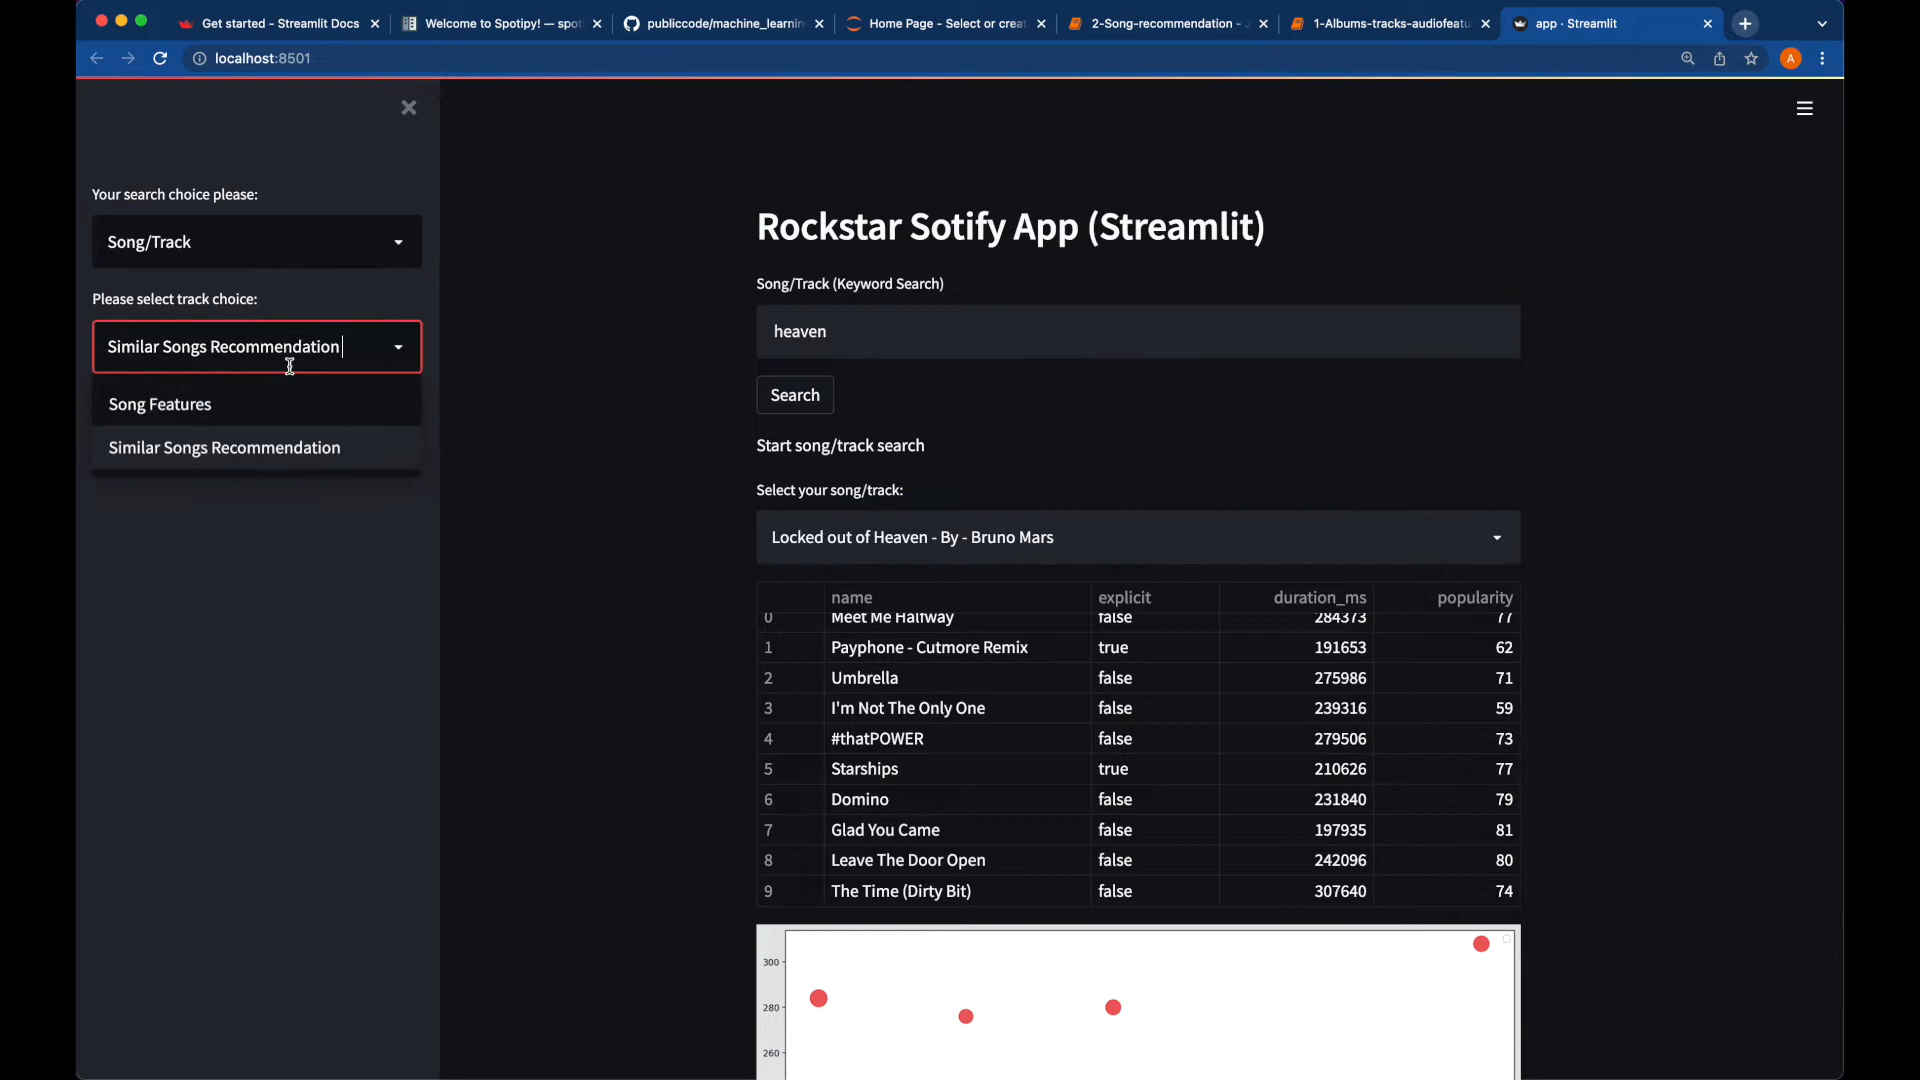 Get started – Streamlit Docs
Welcome to Spotipy! — spot
publiccode/machine_learnin
Home Page - Select or creat
2-Song-recommendation - J
1-Albums-tracks-audiofeatu
app · Streamlit
localhost:8501
A
Your search choice please:
Song/Track
Please select track choice:
Similar Songs Recommendation
Song Features
Similar Songs Recommendation
Rockstar Sotify App (Streamlit)
Song/Track (Keyword Search)
heaven
Search
Start song/track search
Select your song/track:
Locked out of Heaven - By - Bruno Mars
name explicit duration_ms popularity
0 Meet Me Halfway false 284373 77
1 Payphone - Cutmore Remix true 191653 62
2 Umbrella false 275986 71
3 I'm Not The Only One false 239316 59
4 #thatPOWER false 279506 73
5 Starships true 210626 77
6 Domino false 231840 79
7 Glad You Came false 197935 81
8 Leave The Door Open false 242096 80
9 The Time (Dirty Bit) false 307640 74
300
280
260